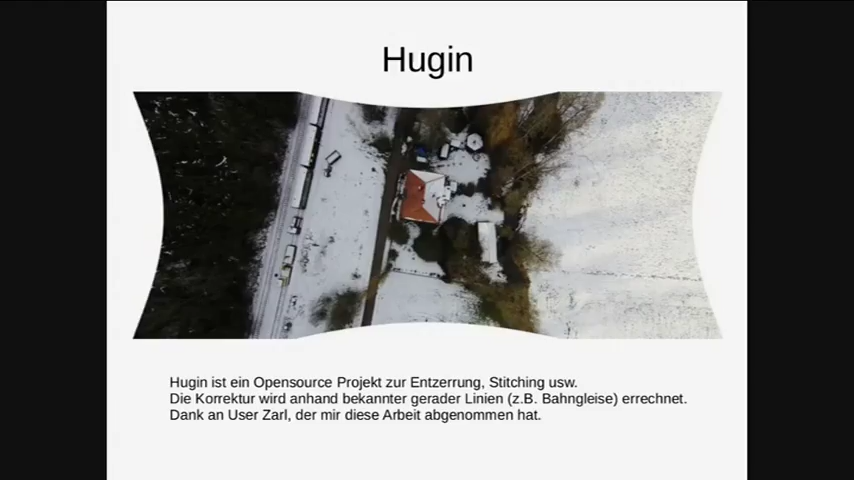 Hugin
Hugin ist ein Opensource Projekt zur Entzerrung, Stitching usw.
Die Korrektur wird anhand bekannter gerader Linien (z.B. Bahngleise) errechnet.
Dank an User Zarl, der mir diese Arbeit abgenommen hat.